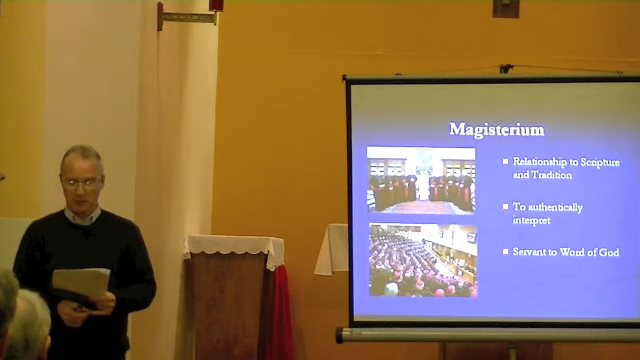 Magisterium
Relationship to Scripture
and Tradition
To authentically
interpret
Servant to Word of God